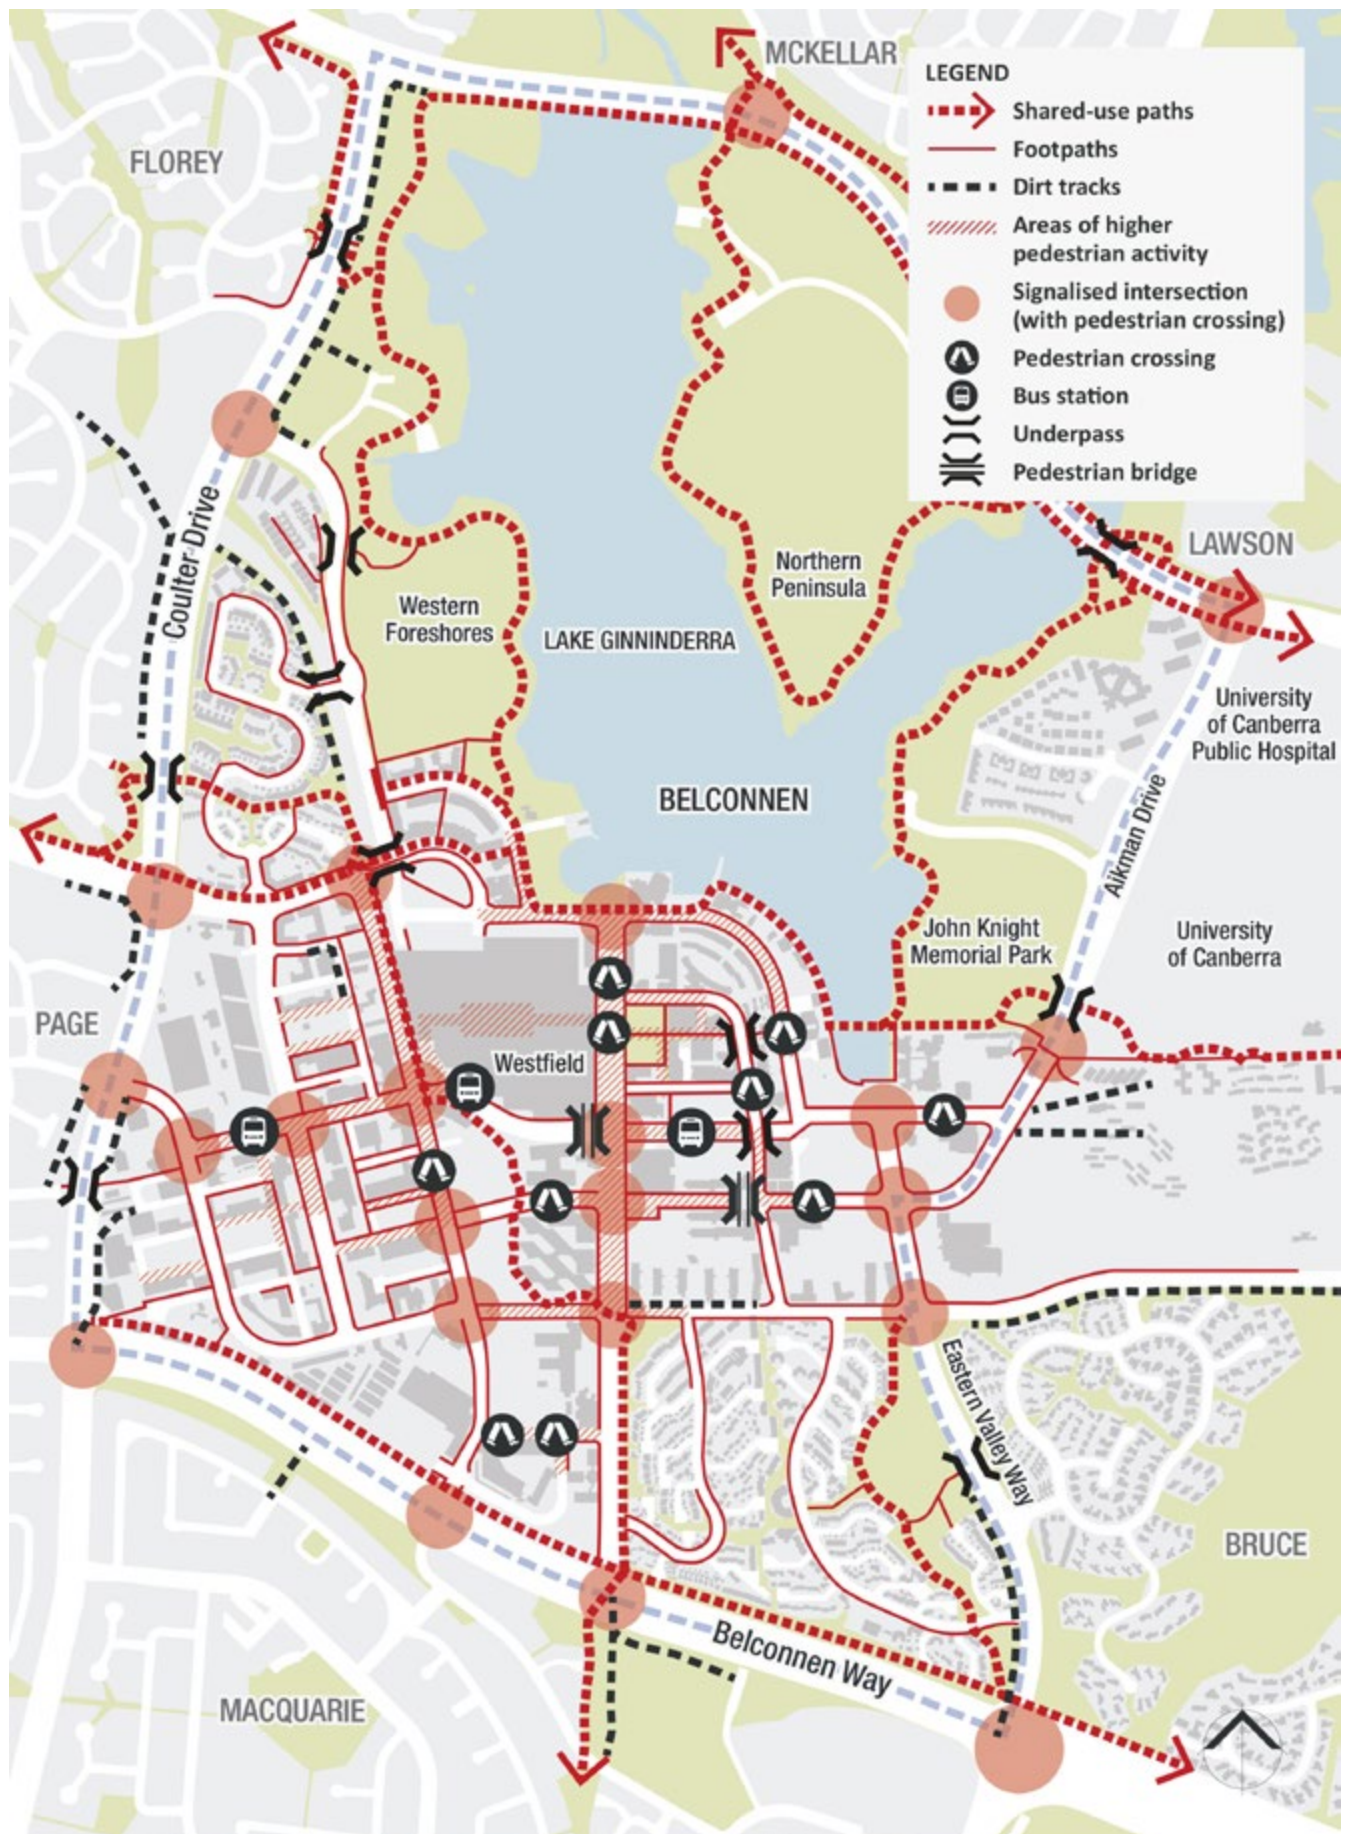 MCKELLAR
LEGEND
Shared-use paths
Footpaths
Dirt tracks
Areas of higher
pedestrian activity
Signalised intersection
(with pedestrian crossing)
Pedestrian crossing
Bus station
Underpass
Pedestrian bridge
FLOREY
Coulter Drive
LAWSON
Northern
Peninsula
Western
Foreshores
LAKE GINNINDERRA
University
of Canberra
Public Hospital
BELCONNEN
Aikman Drive
John Knight
Memorial Park
University
of Canberra
PAGE
Westfield
Eastern Valley Way
BRUCE
Belconnen Way
MACQUARIE